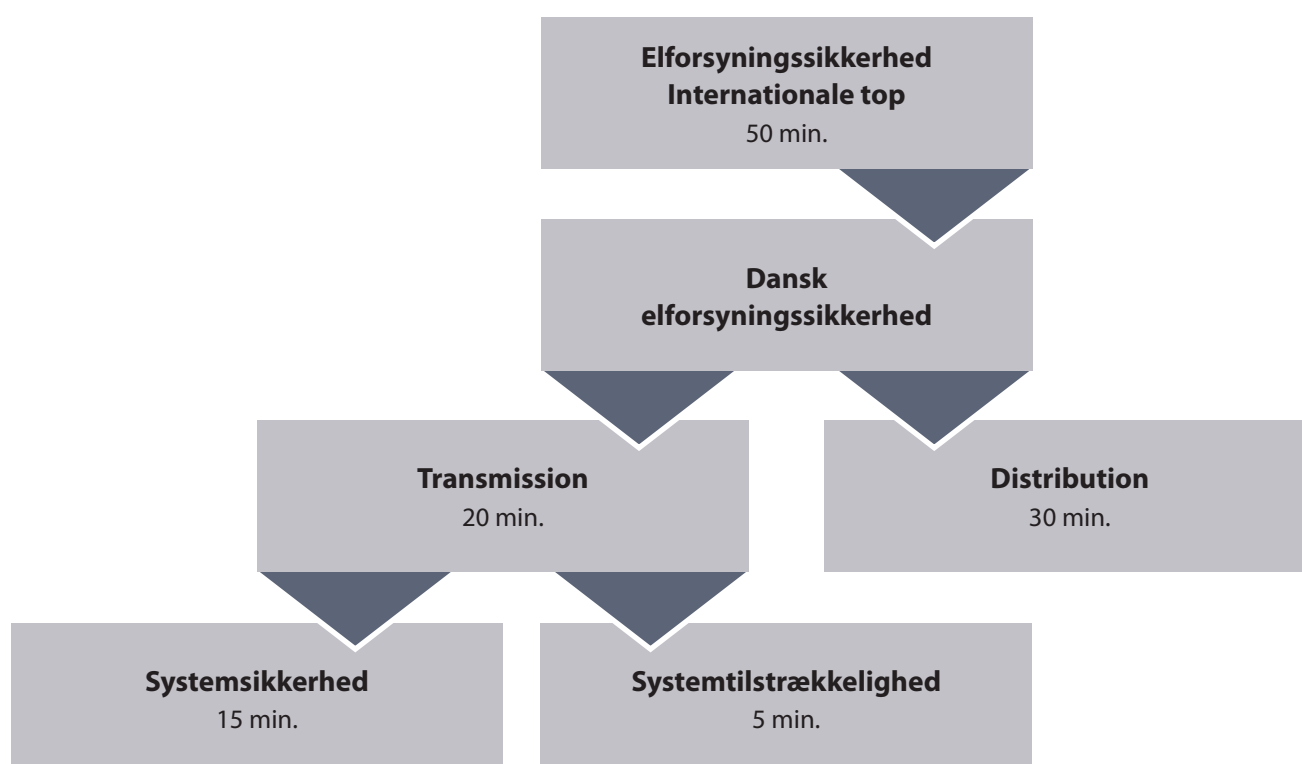 Elforsyningssikkerhed
Internationale top
50 min.
Dansk
elforsyningssikkerhed
Transmission
20 min.
Distribution
30 min.
Systemsikkerhed
15 min.
Systemtilstrækkelighed
5 min.